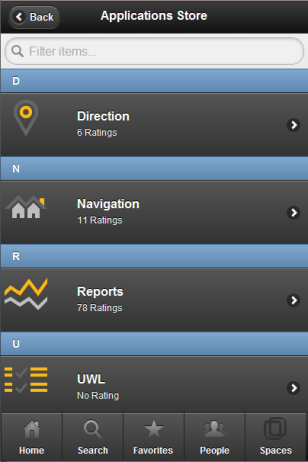 Back
Applications Store
Filter items...
D
Direction
6 Ratings
N
Navigation
11 Ratings
R
Reports
78 Ratings
U
UWL
No Rating
Home
Search
Favorites
People
Spaces